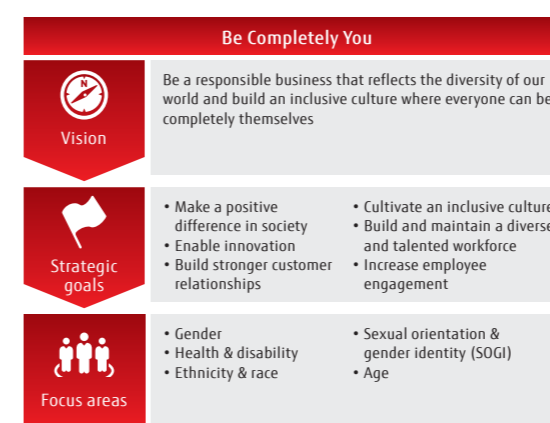 Be Completely You
N
Vision
Be a responsible business that reflects the diversity of our
world and build an inclusive culture where everyone can be
completely themselves
Strategic
goals
• Make a positive
difference in society
• Enable innovation
• Build stronger customer
relationships
• Cultivate an inclusive culture
• Build and maintain a diverse
and talented workforce
• Increase employee
engagement
Focus areas
• Gender
• Health & disability
• Ethnicity & race
• Sexual orientation &
gender identity (SOGI)
• Age